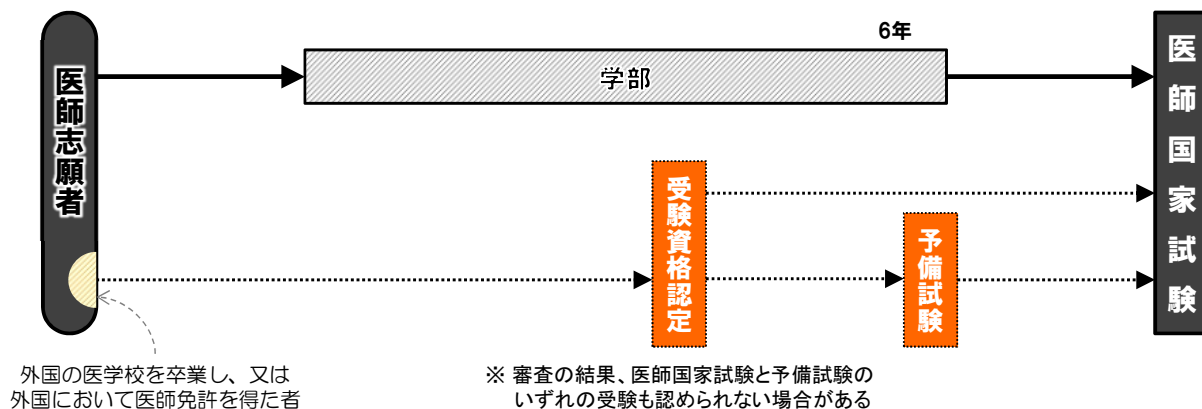 6年
医師志願者
学部
医師国家試験
受験資格認定
予備試験
外国の医学校を卒業し、又は
外国において医師免許を得た者
※ 審査の結果、医師国家試験と予備試験の
いずれの受験も認められない場合がある